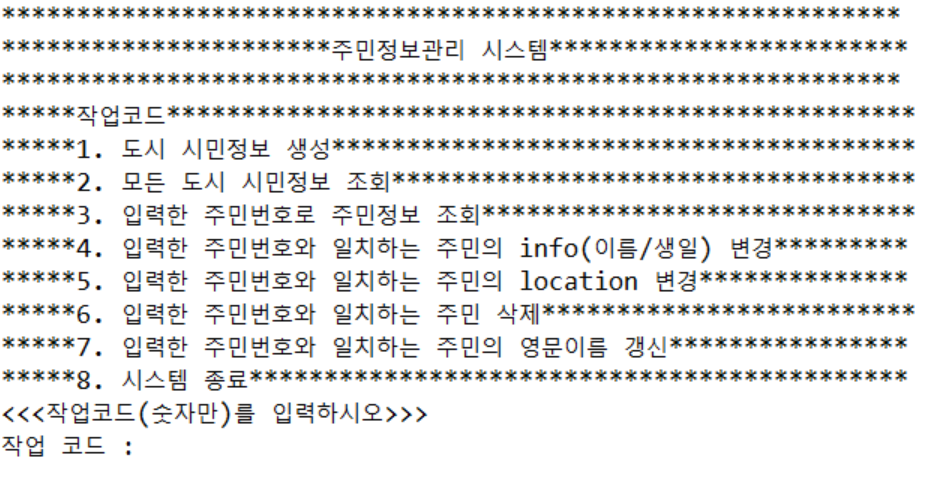 ************************************************************
**********************주민정보관리 시스템************************
************************************************************
*****작업코드**************************************************
*****1. 도시 시민정보 생성***************************************
*****2. 모든 도시 시민정보 조회***********************************
*****3. 입력한 주민번호로 주민정보 조회*****************************
*****4. 입력한 주민번호와 일치하는 주민의 info(이름/생일) 변경*********
*****5. 입력한 주민번호와 일치하는 주민의 location 변경**************
*****6. 입력한 주민번호와 일치하는 주민 삭제*************************
*****7. 입력한 주민번호와 일치하는 주민의 영문이름 갱신****************
*****8. 시스템 종료********************************************
<<<작업코드(숫자만)를 입력하시오>>>
작업 코드 :